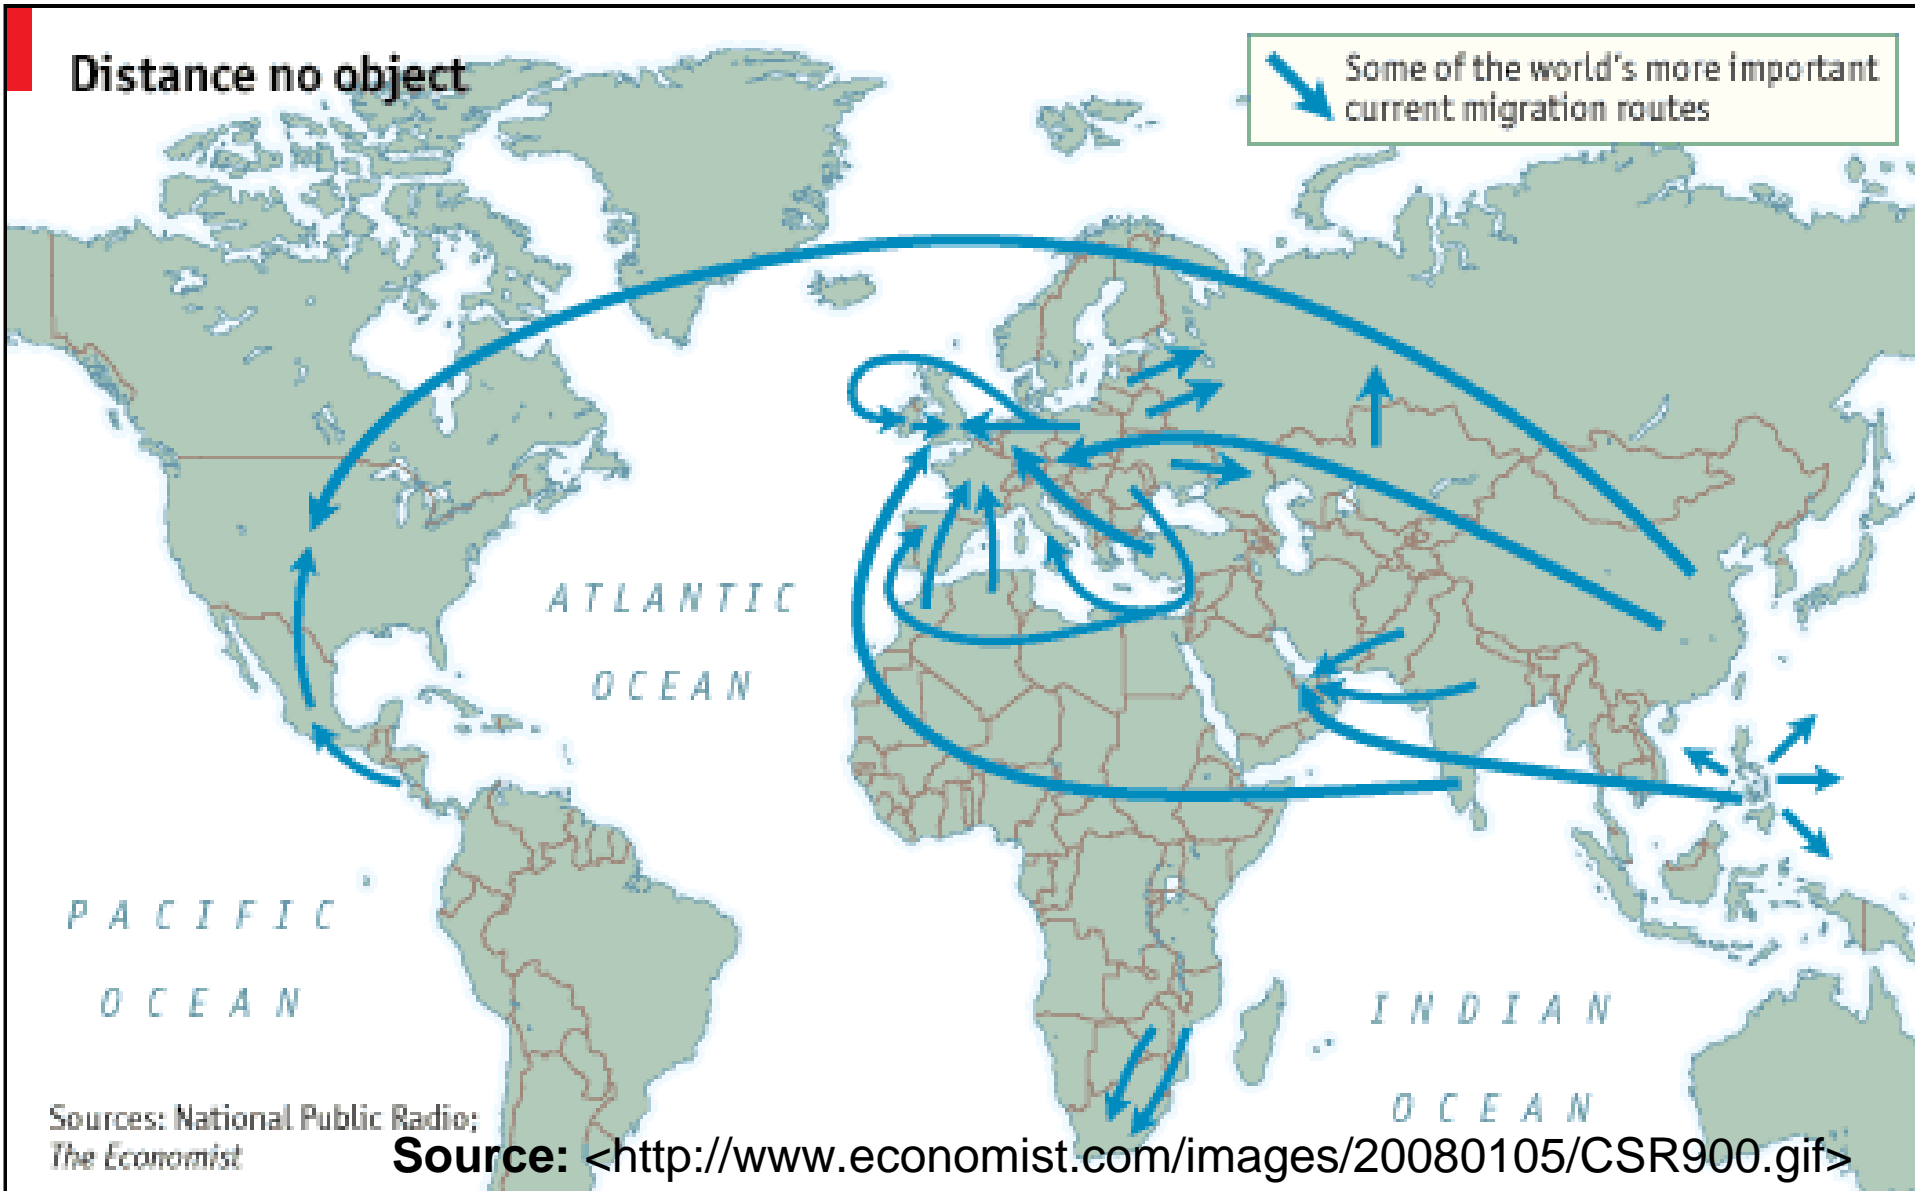 Distance no object
Some of the world's more important
current migration routes
ATLANTIC
OCEAN
PACIFIC
OCEAN
INDIAN
OCEAN
Sources: National Public Radio;
The Economist
Source: <http://www.economist.com/images/20080105/CSR900.gif>